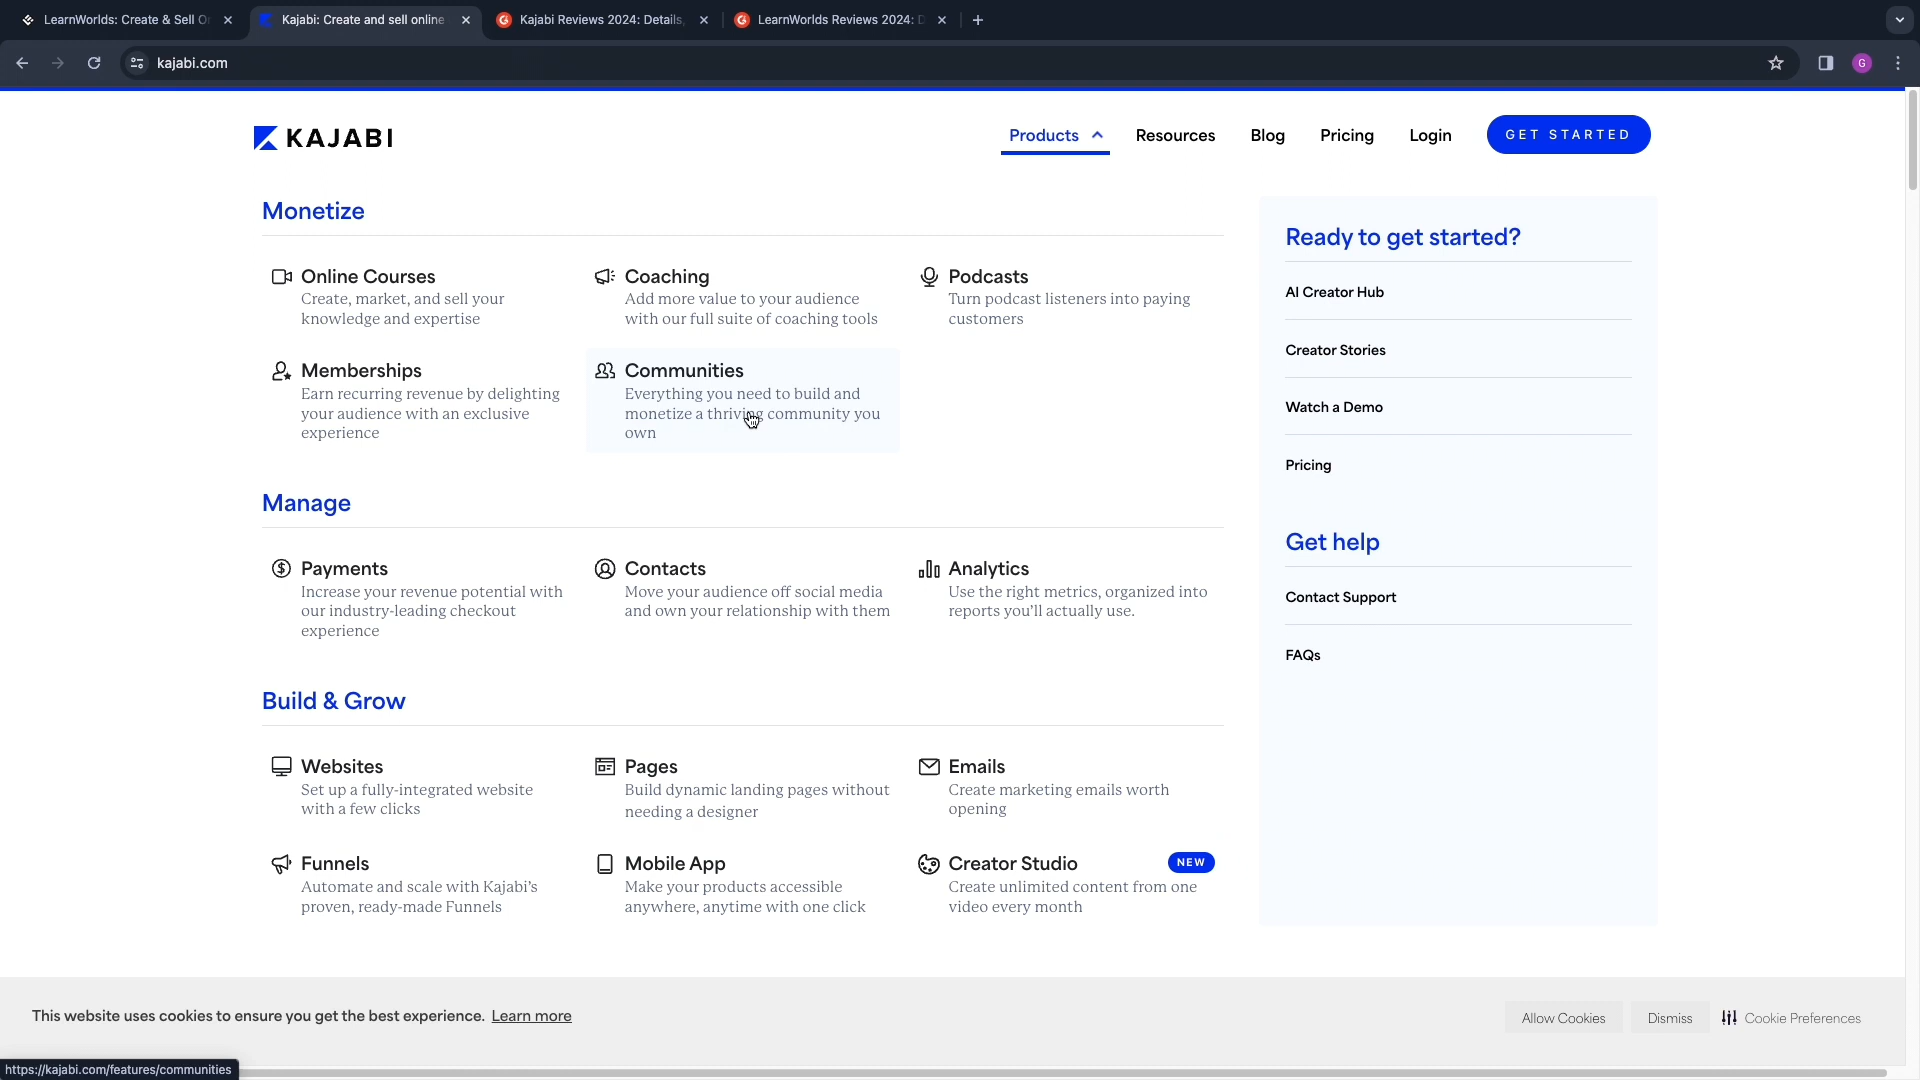 LearnWorlds: Create & Sell O
Kajabi: Create and sell online
Kajabi Reviews 2024: Details,
LearnWorlds Reviews 2024: D
kajabi.com
G
KAJABI
Products
Resources
Blog
Pricing
Login
GET STARTED
Monetize
Online Courses
Create, market, and sell your
knowledge and expertise
Coaching
Add more value to your audience
with our full suite of coaching tools
Podcasts
Turn podcast listeners into paying
customers
Memberships
Earn recurring revenue by delighting
your audience with an exclusive
experience
Communities
Everything you need to build and
monetize a thriving community you
own
Manage
Payments
Increase your revenue potential with
our industry-leading checkout
experience
Contacts
Move your audience off social media
and own your relationship with them
Analytics
Use the right metrics, organized into
reports you'll actually use.
Build & Grow
Websites
Set up a fully-integrated website
with a few clicks
Pages
Build dynamic landing pages without
needing a designer
Emails
Create marketing emails worth
opening
Funnels
Automate and scale with Kajabi's
proven, ready-made Funnels
Mobile App
Make your products accessible
anywhere, anytime with one click
Creator Studio
NEW
Create unlimited content from one
video every month
Ready to get started?
AI Creator Hub
Creator Stories
Watch a Demo
Pricing
Get help
Contact Support
FAQs
This website uses cookies to ensure you get the best experience. Learn more
Allow Cookies
Dismiss
Cookie Preferences
https://kajabi.com/features/communities